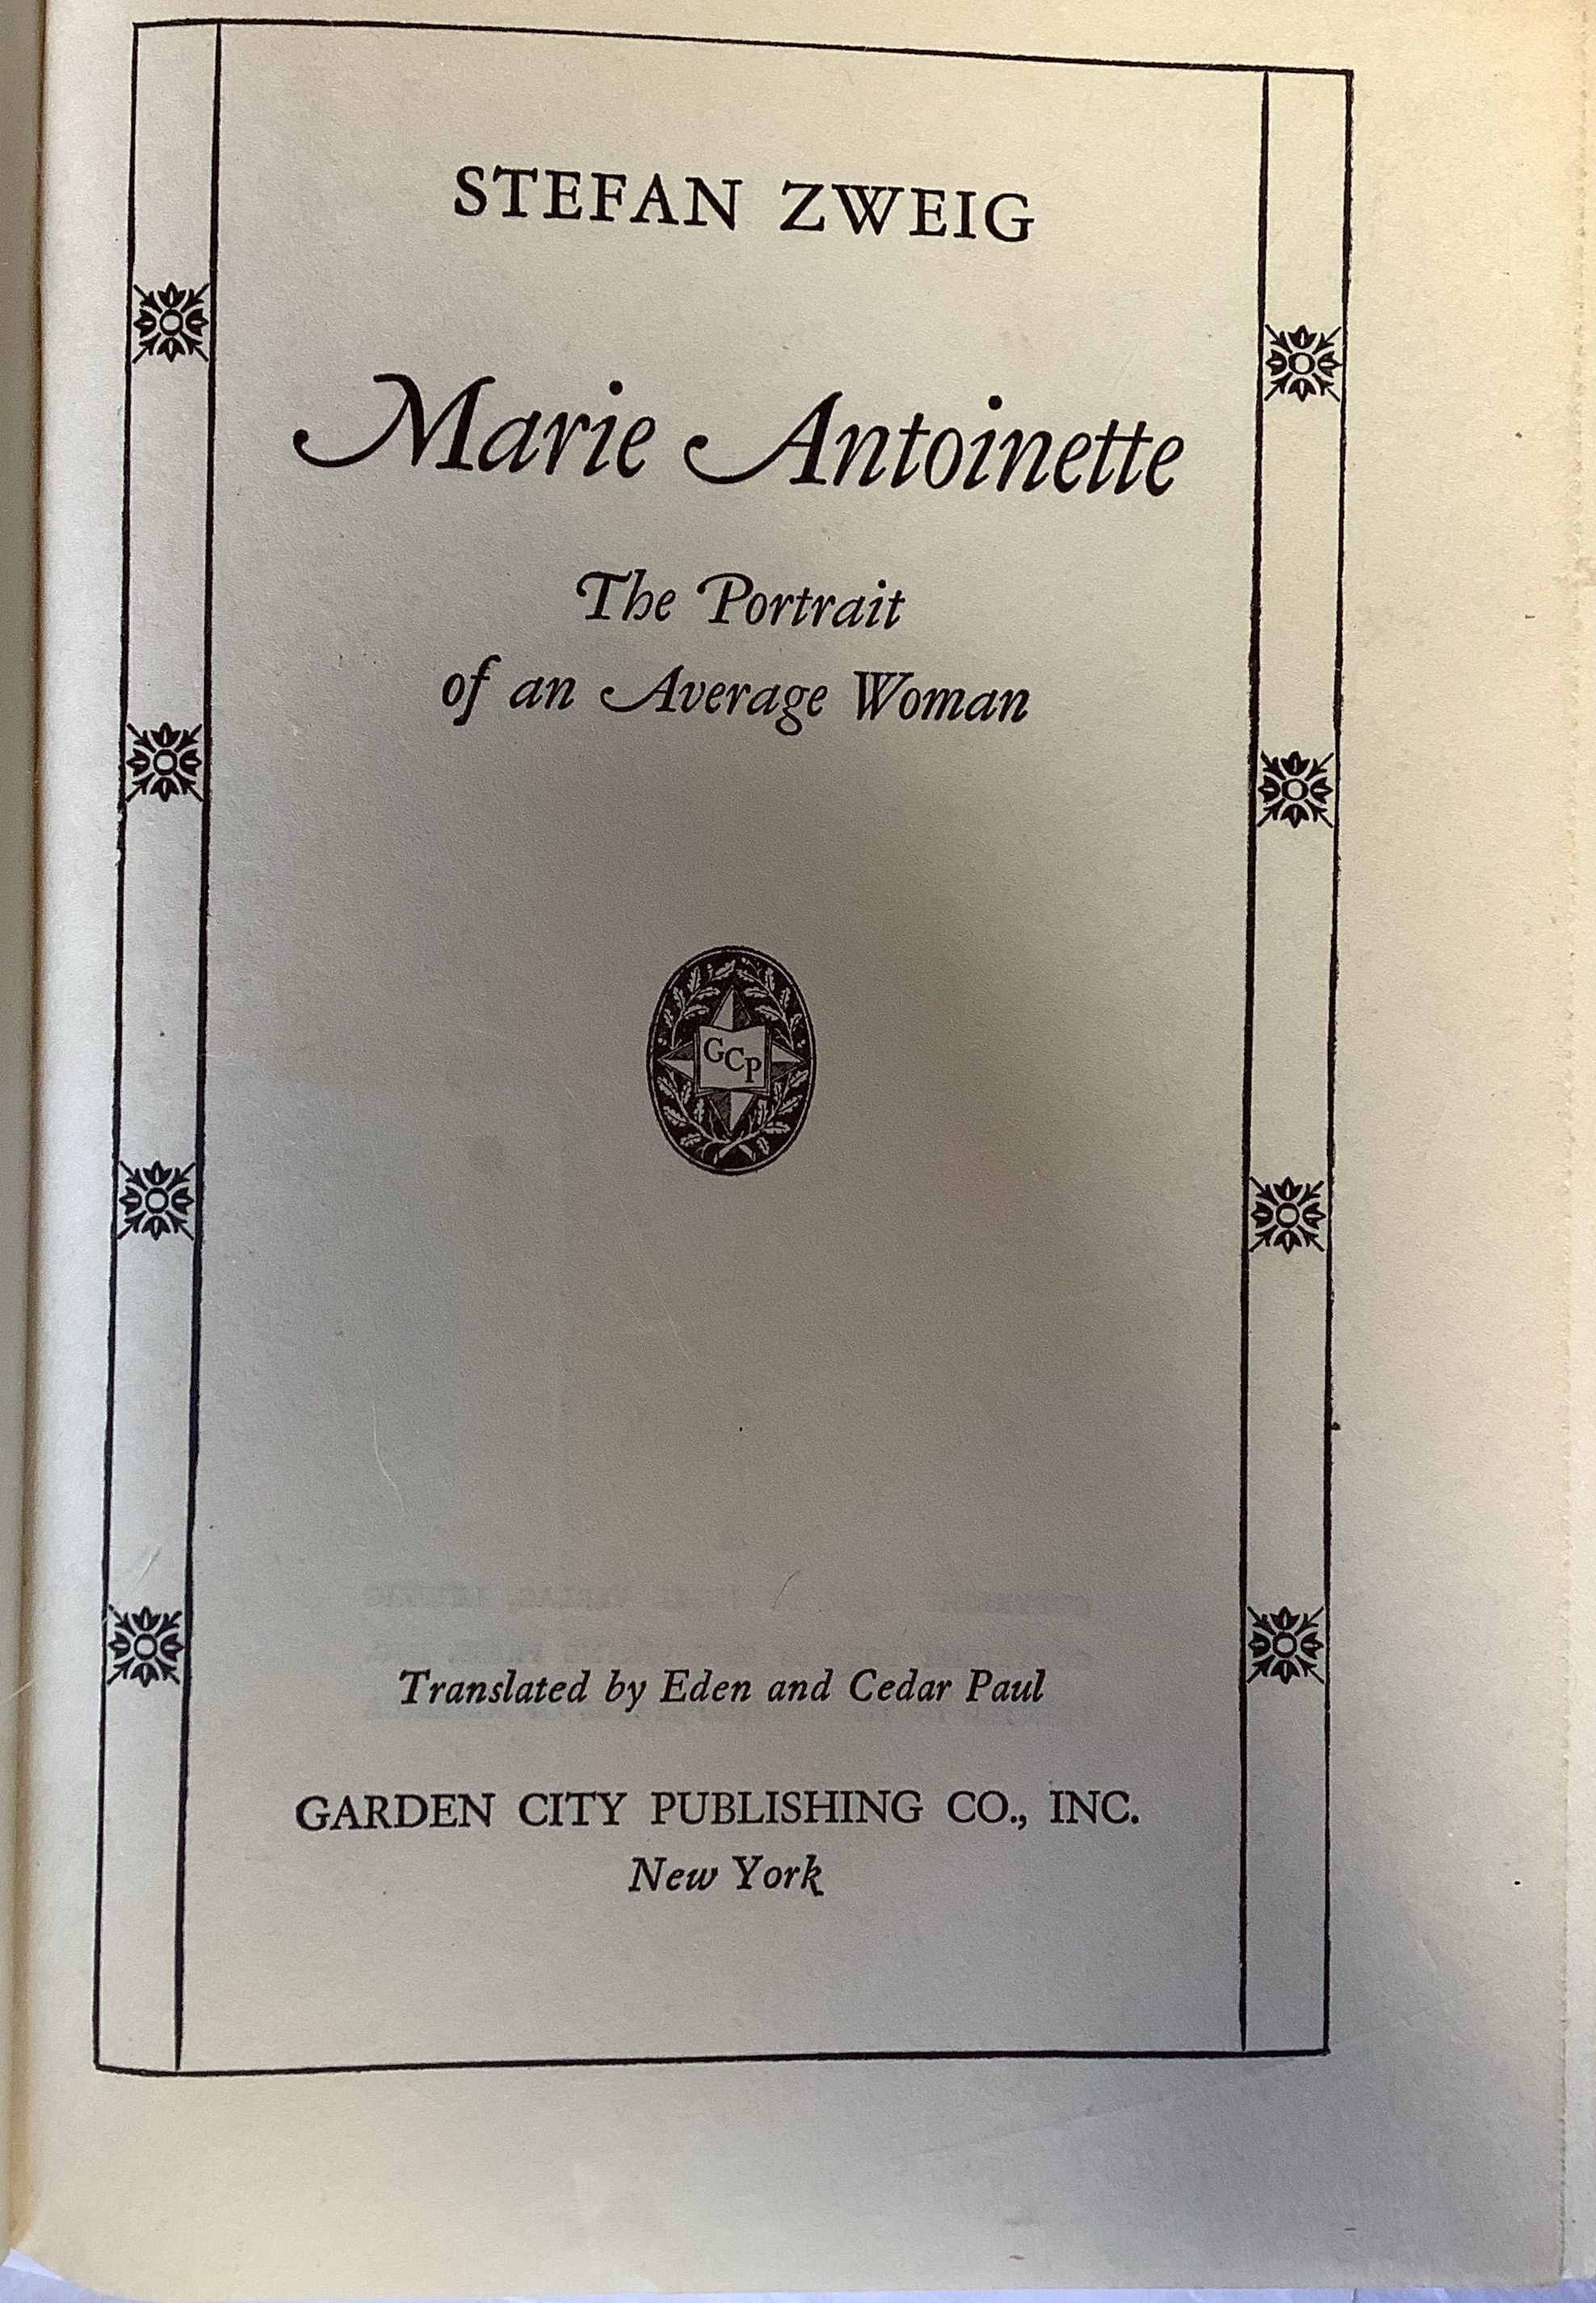 STEFAN ZWEIG
Marie Antoinette
The Portrait
of an Average Woman
GCP
Translated by Eden and Cedar Paul
GARDEN CITY PUBLISHING CO., INC.
New York